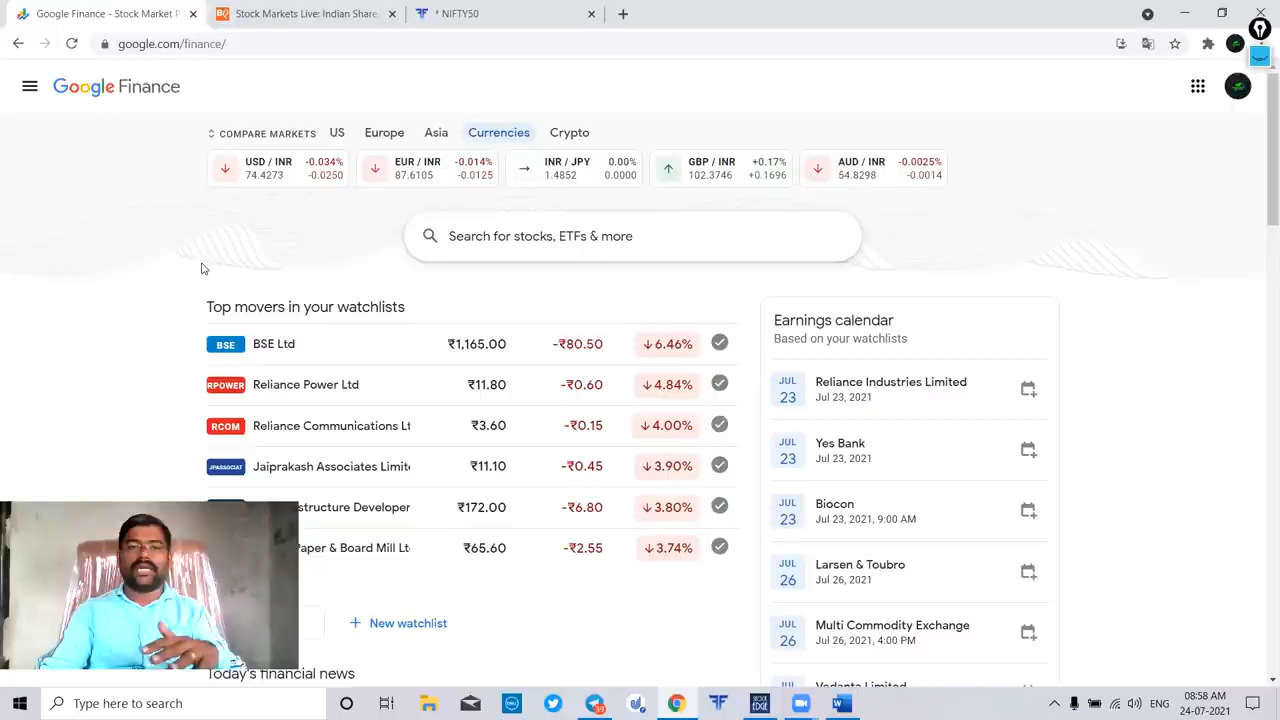 Google Finance - Stock Market P
Stock Markets Live: Indian Share
* NIFTY50
google.com/finance/
Google Finance
COMPARE MARKETS US Europe Asia Currencies Crypto
USD / INR -0.034%
74.4273 -0.0250
EUR / INR -0.014%
87.6105 -0.0125
INR / JPY 0.00%
1.4852 0.0000
GBP / INR +0.17%
102.3746 +0.1696
AUD / INR -0.0025%
54.8298 -0.0014
Search for stocks, ETFs & more
Top movers in your watchlists
BSE BSE Ltd ₹1,165.00 -₹80.50 ↓6.46%
RPOWER Reliance Power Ltd ₹11.80 -₹0.60 ↓4.84%
RCOM Reliance Communications Lt ₹3.60 -₹0.15 ↓4.00%
JPASSOCIAT Jaiprakash Associates Limite ₹11.10 -₹0.45 ↓3.90%
structure Developer ₹172.00 -₹6.80 ↓3.80%
Paper & Board Mill Lt ₹65.60 -₹2.55 ↓3.74%
+ New watchlist
Today's financial news
Earnings calendar
Based on your watchlists
JUL 23 Reliance Industries Limited
Jul 23, 2021
JUL 23 Yes Bank
Jul 23, 2021
JUL 23 Biocon
Jul 23, 2021, 9:00 AM
JUL 26 Larsen & Toubro
Jul 26, 2021
JUL 26 Multi Commodity Exchange
Jul 26, 2021, 4:00 PM
JUL Vedanta Limited
Type here to search
ENG
08:58 AM
24-07-2021